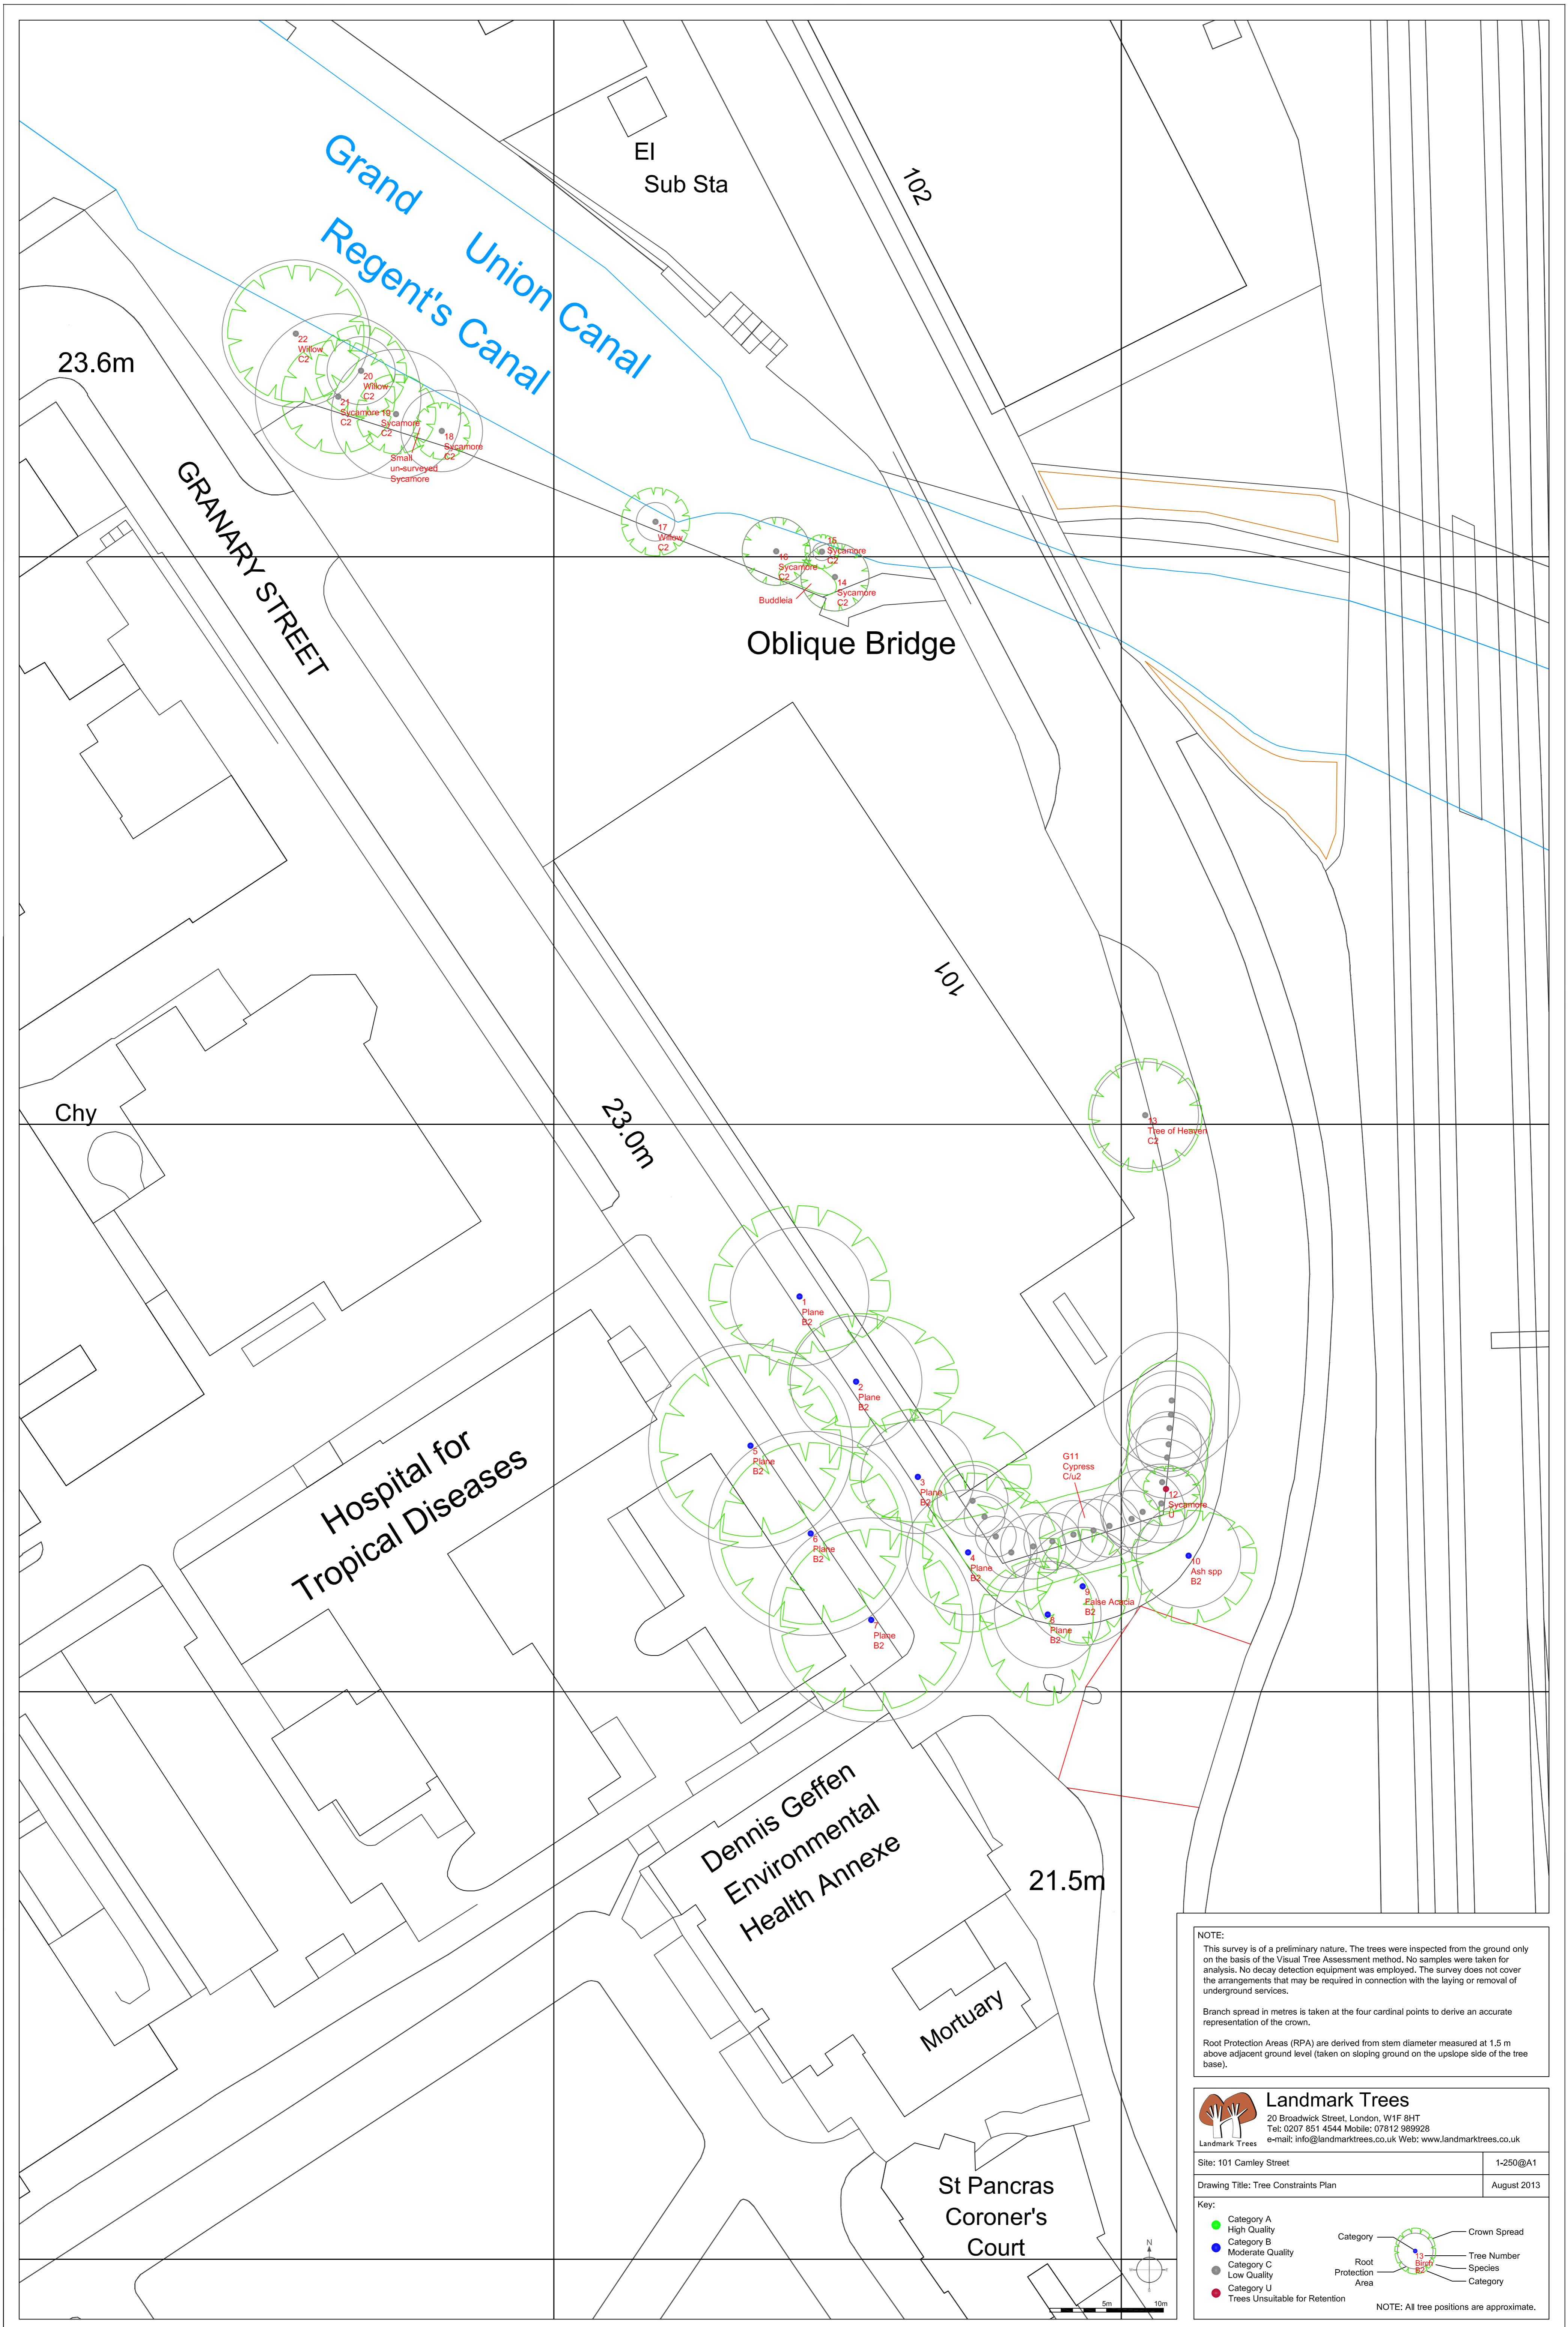 Grand
Union Canal
Regent's Canal
El
Sub Sta
102
23.6m
22
Willow
C2
20
Willow
C2
21
Sycamore
C2
19
Sycamore
C2
18
Sycamore
C2
Small
un-surveyed
Sycamore
GRANARY STREET
17
Willow
C2
16
Sycamore
C2
15
Sycamore
C2
14
Sycamore
C2
Buddleia
Oblique Bridge
101
Chy
23.0m
13
Tree of Heaven
C2
1
Plane
B2
2
Plane
B2
3
Plane
B2
4
Plane
B2
5
Plane
B2
6
Plane
B2
7
Plane
B2
8
Plane
B2
9
False Acacia
B2
10
Ash spp
B2
G11
Cypress
C/u2
12
Sycamore
U
Hospital for
Tropical Diseases
Dennis Geffen
Environmental
Health Annexe
21.5m
Mortuary
St Pancras
Coroner's
Court
N
5m
10m
NOTE:
This survey is of a preliminary nature. The trees were inspected from the ground only
on the basis of the Visual Tree Assessment method. No samples were taken for
analysis. No decay detection equipment was employed. The survey does not cover
the arrangements that may be required in connection with the laying or removal of
underground services.
Branch spread in metres is taken at the four cardinal points to derive an accurate
representation of the crown.
Root Protection Areas (RPA) are derived from stem diameter measured at 1.5 m
above adjacent ground level (taken on sloping ground on the upslope side of the tree
base).
Landmark Trees
Landmark Trees
20 Broadwick Street, London, W1F 8HT
Tel: 0207 851 4544 Mobile: 07812 989928
e-mail: info@landmarktrees.co.uk Web: www.landmarktrees.co.uk
Site: 101 Camley Street
1-250@A1
Drawing Title: Tree Constraints Plan
August 2013
Key:
Category A
High Quality
Category B
Moderate Quality
Category C
Low Quality
Category U
Trees Unsuitable for Retention
Category
Root
Protection
Area
13
Birch
B2
Crown Spread
Tree Number
Species
Category
NOTE: All tree positions are approximate.